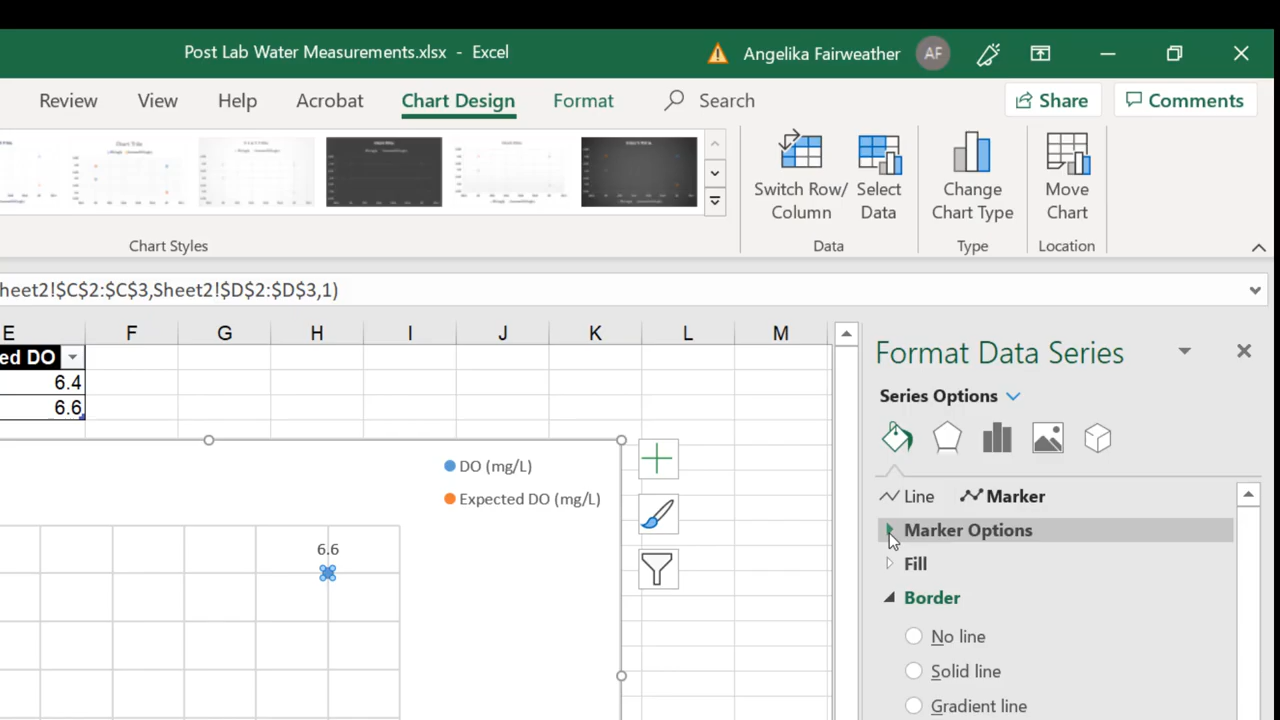 Post Lab Water Measurements.xlsx - Excel
Angelika Fairweather AF
Review View Help Acrobat Chart Design Format Search Share Comments
Chart Title
Switch Row/ Column
Select Data
Change Chart Type
Move Chart
Chart Styles Data Type Location
heet2!$C$2:$C$3,Sheet2!$D$2:$D$3,1)
E F G H I J K L M
ed DO
6.4
6.6
DO (mg/L)
Expected DO (mg/L)
6.6
Format Data Series
Series Options
Line Marker
Marker Options
Fill
Border
No line
Solid line
Gradient line